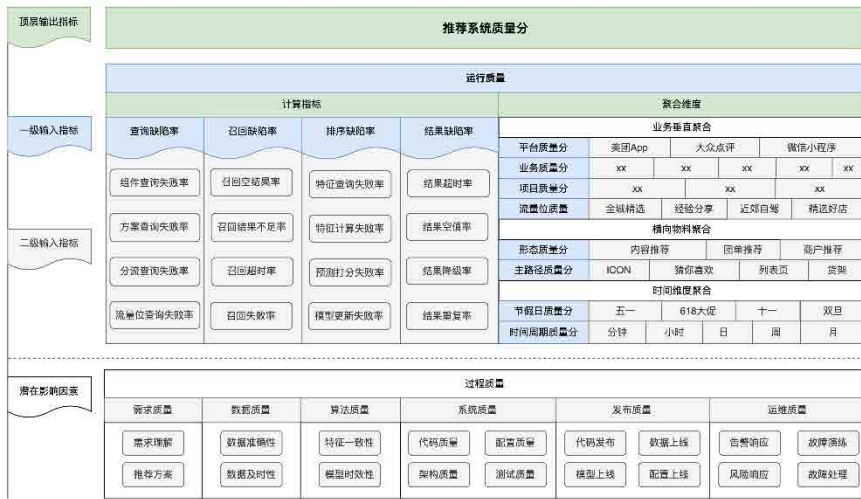 顶层输出指标
推荐系统质量分
运行质量
计算指标 聚合维度
一级输入指标
查询缺陷率 召回缺陷率 排序缺陷率 结果缺陷率
业务垂直聚合
平台质量分 美团App 大众点评 微信小程序
业务质量分 xx xx xx xx xx
项目质量分 xx xx xx
流量位质量 全城精选 经验分享 近郊自驾 精选好店
二级输入指标
组件查询失败率 召回空结果率 特征查询失败率 结果超时率
方案查询失败率 召回结果不足率 特征计算失败率 结果空值率
分流查询失败率 召回超时率 预测打分失败率 结果降级率
流量位查询失败率 召回失败率 模型更新失败率 结果重复率
横向物料聚合
形态质量分 内容推荐 团单推荐 商户推荐
主路径质量分 ICON 猜你喜欢 列表页 货架
时间维度聚合
节假日质量分 五一 618大促 十一 双旦
时间周期质量分 分钟 小时 日 周 月
潜在影响因素
过程质量
需求质量 数据质量 算法质量 系统质量 发布质量 运维质量
需求理解 数据准确性 特征一致性 代码质量 配置质量 代码发布 数据上线 告警响应 故障演练
推荐方案 数据及时性 模型时效性 架构质量 测试质量 模型上线 配置上线 风险响应 故障处理